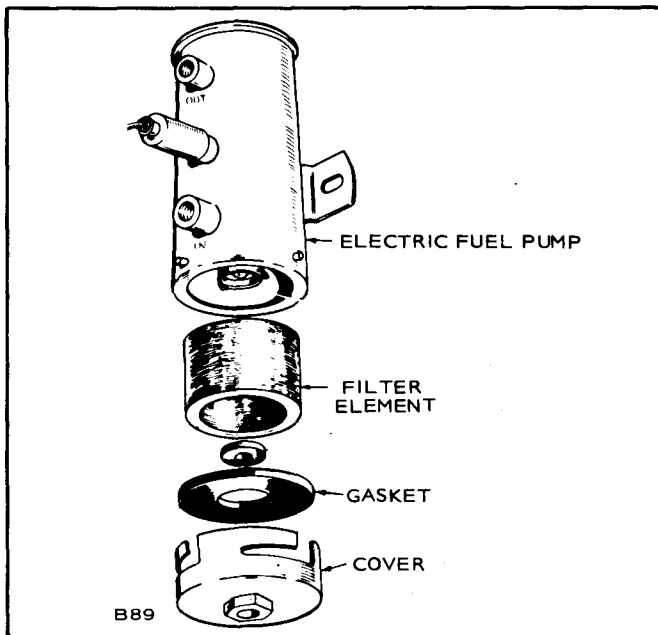 OUT
IN
ELECTRIC FUEL PUMP
FILTER
ELEMENT
GASKET
COVER
B89